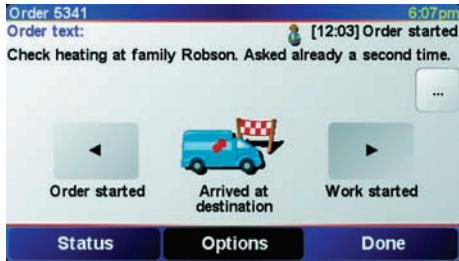 Order 5341 6:07pm
Order text: [12:03] Order started
Check heating at family Robson. Asked already a second time.
...
Order started
Arrived at
destination
Work started
Status Options Done